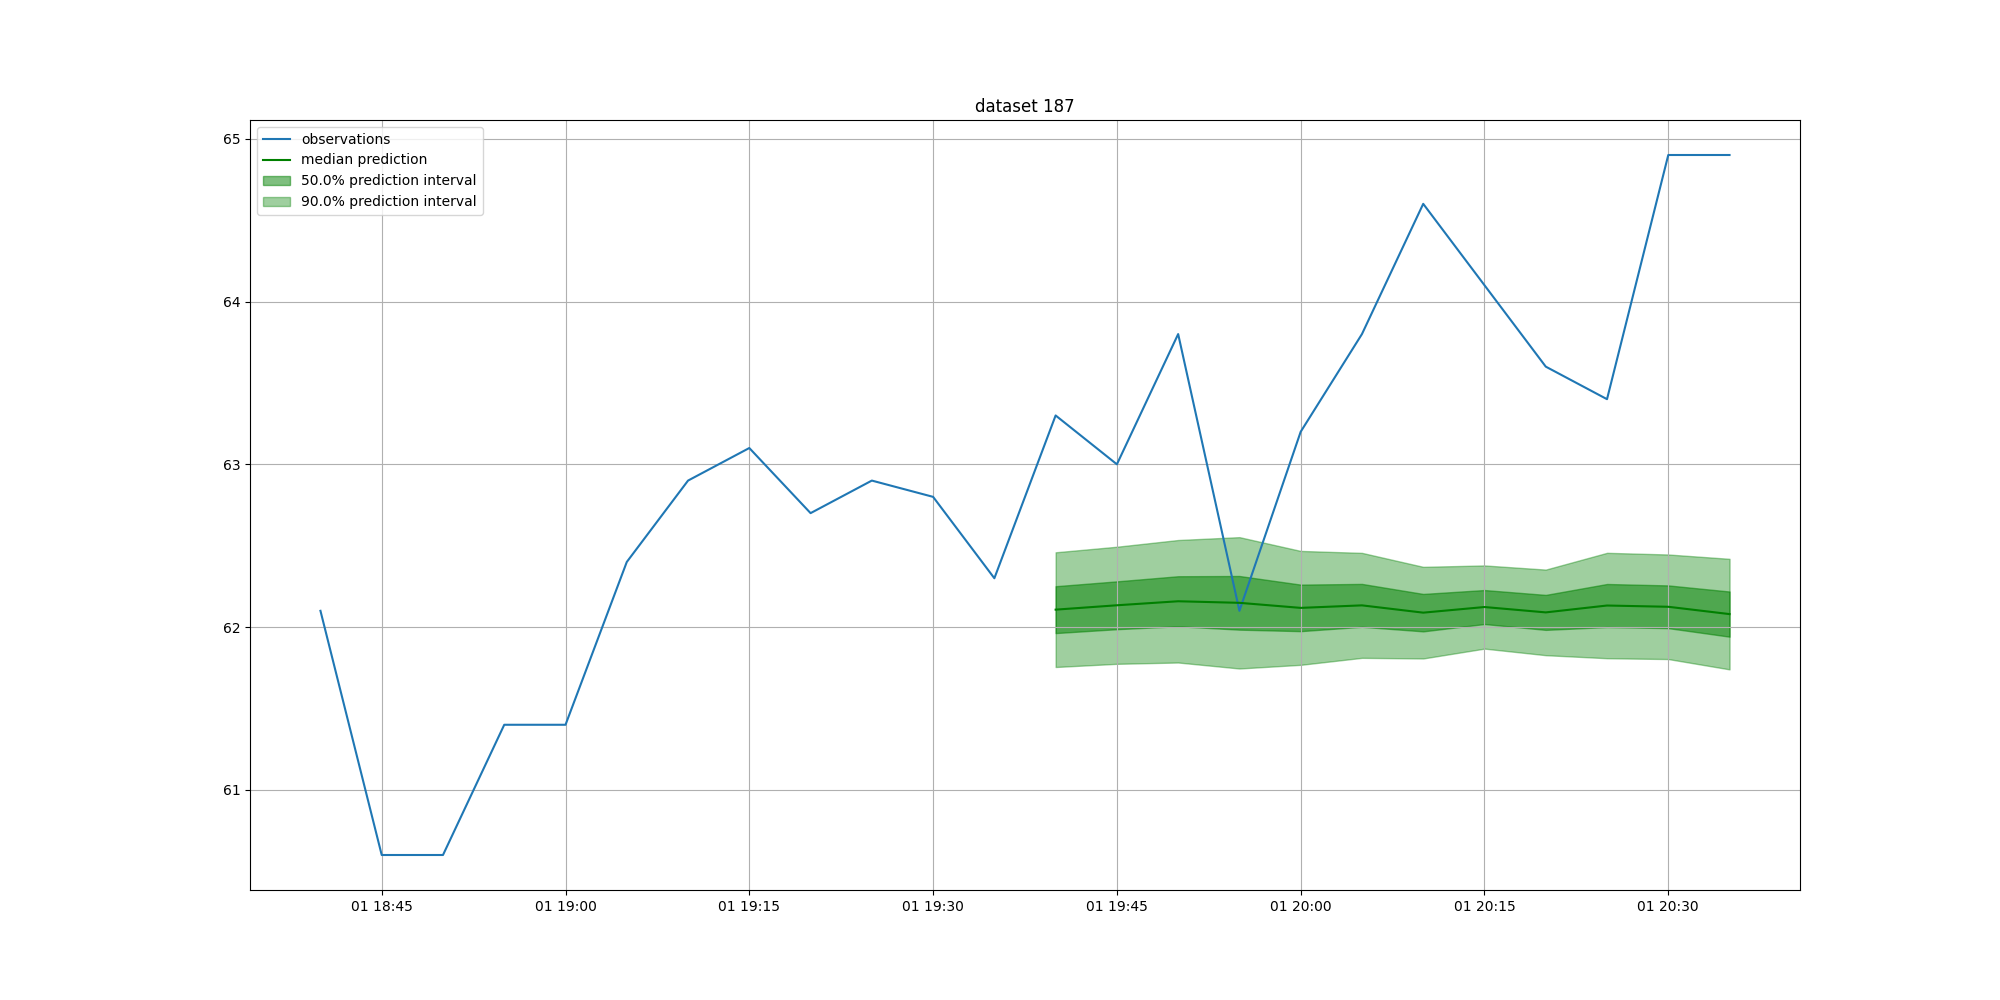 dataset 187
observations
median prediction
50.0% prediction interval
90.0% prediction interval
65
64
63
62
61
01 18:45
01 19:00
01 19:15
01 19:30
01 19:45
01 20:00
01 20:15
01 20:30